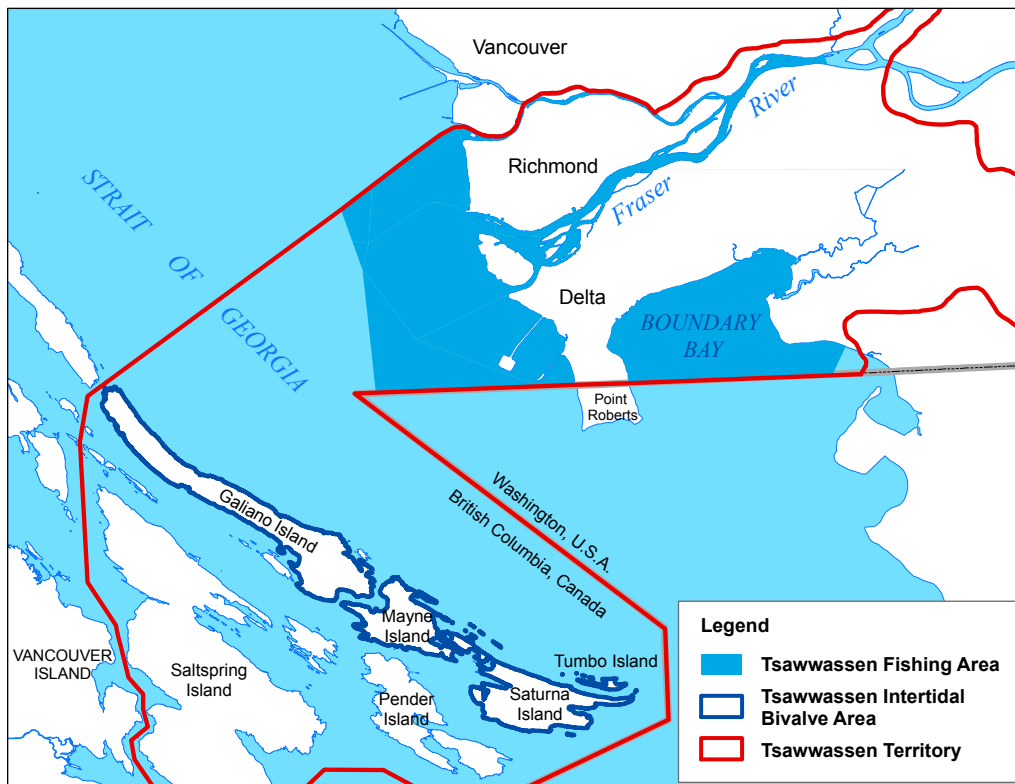 Vancouver
River
Richmond
Fraser
STRAIT
OF
GEORGIA
Delta
BOUNDARY
BAY
Point
Roberts
Washington, U.S.A.
British Columbia, Canada
Galiano Island
Mayne
Island
Tumbo Island
VANCOUVER
ISLAND
Saltspring
Island
Pender
Island
Saturna
Island
Legend
Tsawwassen Fishing Area
Tsawwassen Intertidal
Bivalve Area
Tsawwassen Territory